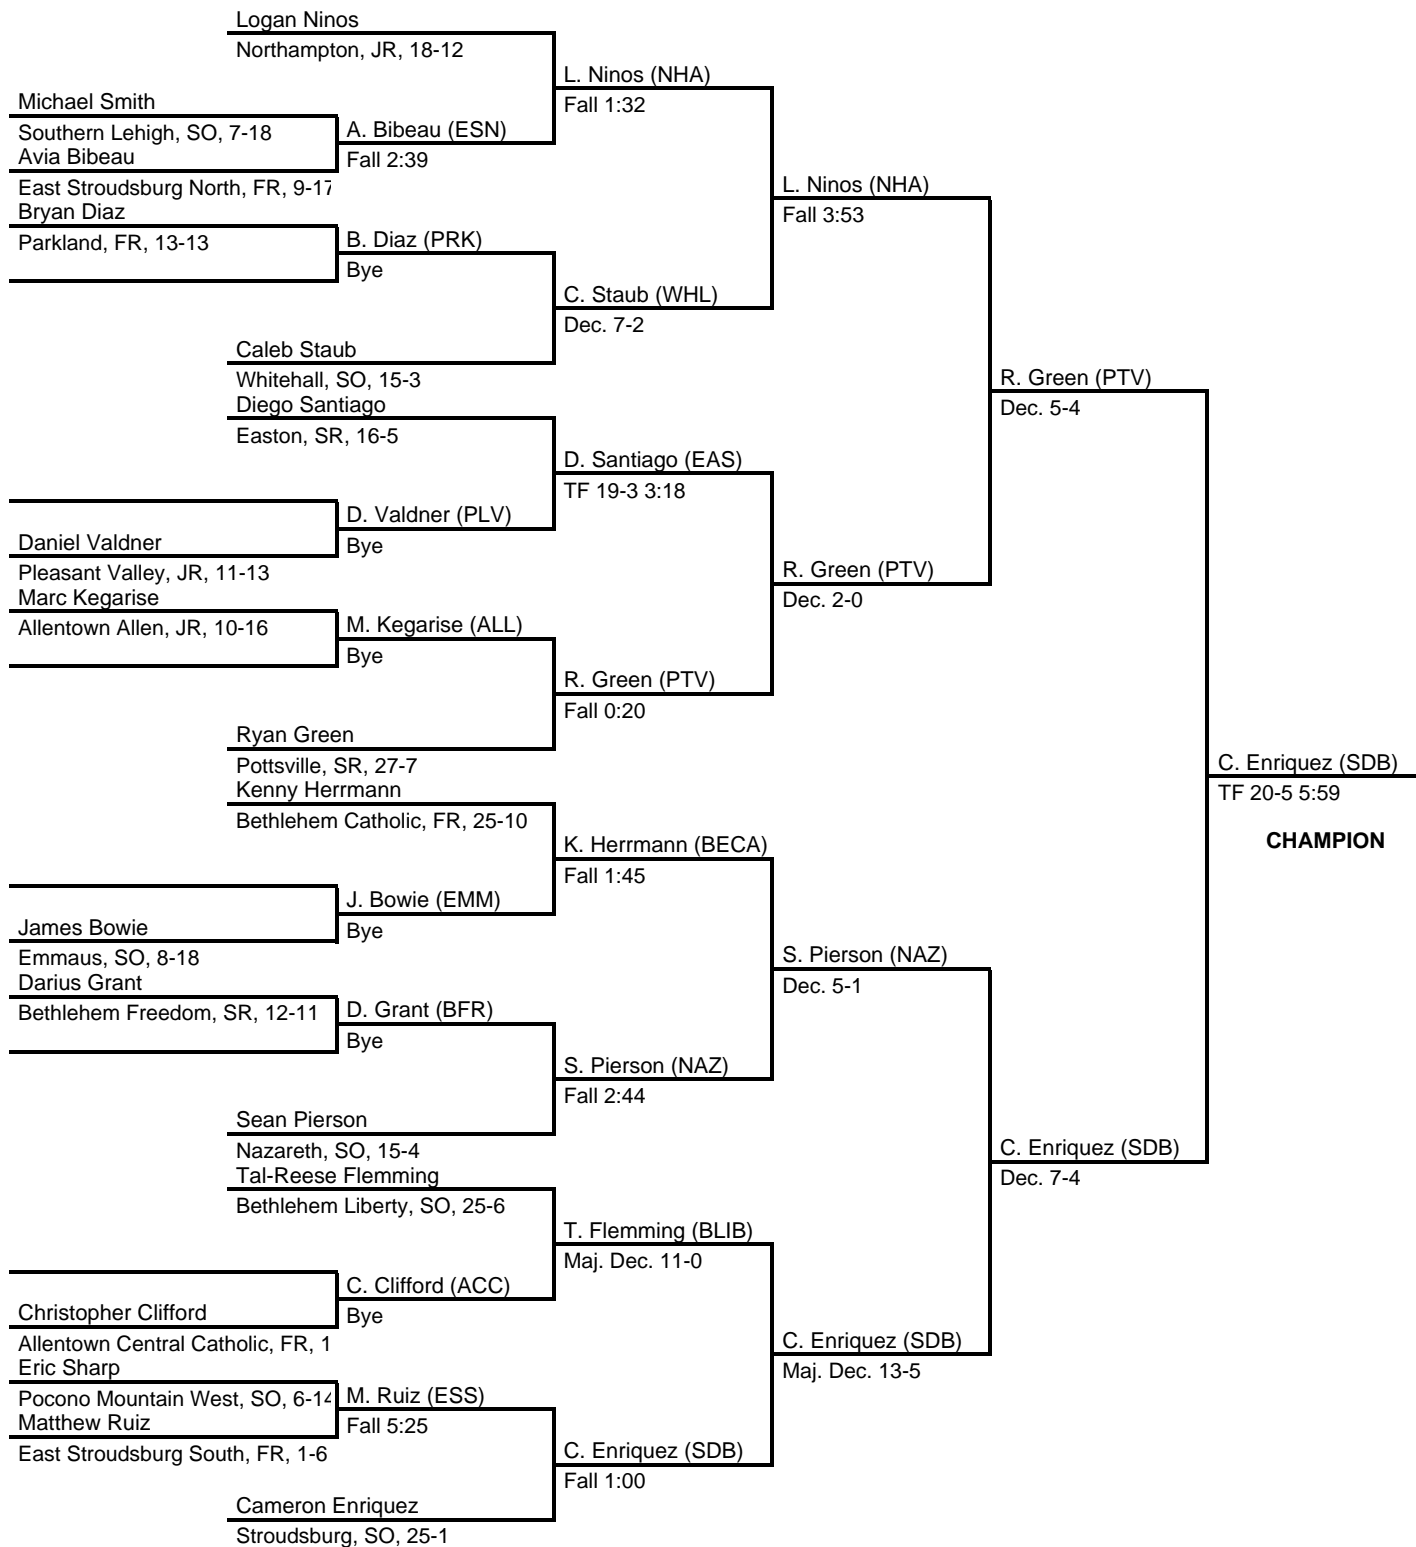 Logan Ninos
Northampton, JR, 18-12
L. Ninos (NHA)
Fall 1:32
Michael Smith
Southern Lehigh, SO, 7-18
A. Bibeau (ESN)
Avia Bibeau
Fall 2:39
East Stroudsburg North, FR, 9-17
L. Ninos (NHA)
Bryan Diaz
Fall 3:53
Parkland, FR, 13-13
B. Diaz (PRK)
Bye
C. Staub (WHL)
Dec. 7-2
Caleb Staub
Whitehall, SO, 15-3
R. Green (PTV)
Diego Santiago
Dec. 5-4
Easton, SR, 16-5
D. Santiago (EAS)
TF 19-3 3:18
D. Valdner (PLV)
Daniel Valdner
Bye
Pleasant Valley, JR, 11-13
R. Green (PTV)
Marc Kegarise
Dec. 2-0
Allentown Allen, JR, 10-16
M. Kegarise (ALL)
Bye
R. Green (PTV)
Fall 0:20
Ryan Green
Pottsville, SR, 27-7
C. Enriquez (SDB)
Kenny Herrmann
TF 20-5 5:59
Bethlehem Catholic, FR, 25-10
CHAMPION
K. Herrmann (BECA)
Fall 1:45
J. Bowie (EMM)
James Bowie
Bye
Emmaus, SO, 8-18
S. Pierson (NAZ)
Darius Grant
Dec. 5-1
Bethlehem Freedom, SR, 12-11
D. Grant (BFR)
Bye
S. Pierson (NAZ)
Fall 2:44
Sean Pierson
Nazareth, SO, 15-4
C. Enriquez (SDB)
Tal-Reese Flemming
Dec. 7-4
Bethlehem Liberty, SO, 25-6
T. Flemming (BLIB)
Maj. Dec. 11-0
C. Clifford (ACC)
Christopher Clifford
Bye
Allentown Central Catholic, FR, 1
C. Enriquez (SDB)
Eric Sharp
Maj. Dec. 13-5
Pocono Mountain West, SO, 6-14
M. Ruiz (ESS)
Matthew Ruiz
Fall 5:25
East Stroudsburg South, FR, 1-6
C. Enriquez (SDB)
Fall 1:00
Cameron Enriquez
Stroudsburg, SO, 25-1